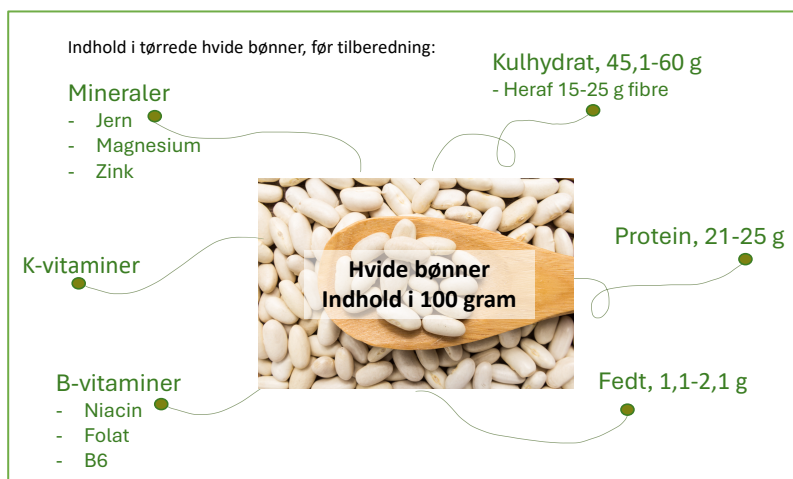 Indhold i tørrede hvide bønner, før tilberedning:
Mineraler
- Jern
- Magnesium
- Zink
K-vitaminer
B-vitaminer
- Niacin
- Folat
- B6
Hvide bønner
Indhold i 100 gram
Kulhydrat, 45,1-60 g
- Heraf 15-25 g fibre
Protein, 21-25 g
Fedt, 1,1-2,1 g